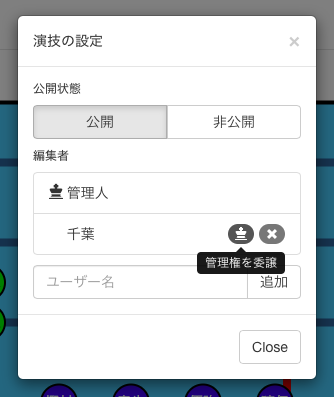 演技の設定
×
公開状態
公開 非公開
編集者
管理人
千葉
管理権を委譲
ユーザー名 追加
Close